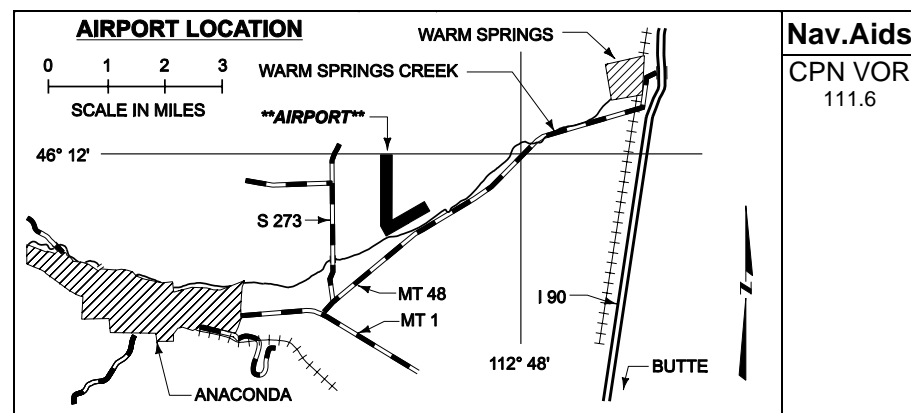 AIRPORT LOCATION
0 1 2 3
SCALE IN MILES
WARM SPRINGS
WARM SPRINGS CREEK
**AIRPORT**
46° 12'
S 273
MT 48
MT 1
I 90
112° 48'
BUTTE
ANACONDA
N
Nav.Aids
CPN VOR
111.6